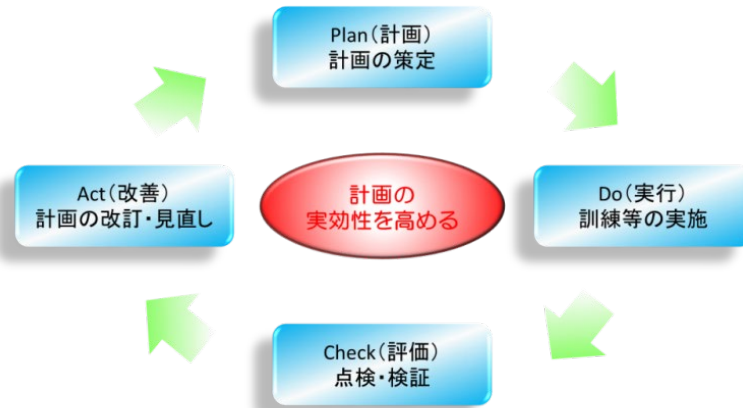 Plan（計画）
計画の策定
Act（改善）
計画の改訂・見直し
計画の
実効性を高める
Do（実行）
訓練等の実施
Check（評価）
点検・検証